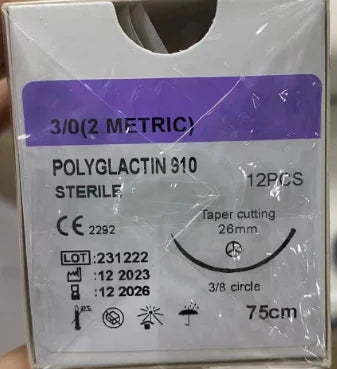 3/0(2 METRIC)
POLYGLACTIN 910
STERILE
12PCS
CE 2292
Taper cutting
26mm
LOT :231222
:12 2023
:12 2026
3/8 circle
75cm